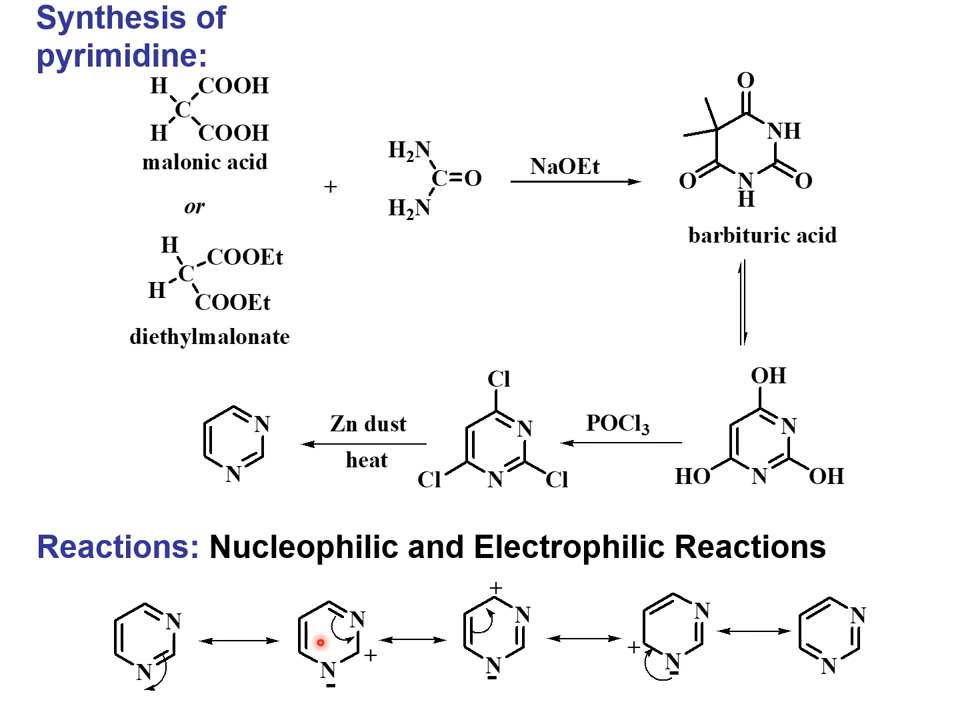 Synthesis of
pyrimidine:
H COOH
C
H COOH
malonic acid
or
H
COOEt
C
H
COOEt
diethylmalonate
+
H₂N
C=O
H₂N
NaOEt
O
NH
O N O
H
barbituric acid
OH
N
HO N OH
POCl₃
Cl
N
Cl N Cl
Zn dust
heat
N
N
Reactions: Nucleophilic and Electrophilic Reactions
N
N
N
+
N
-
+
N
N
-
N
+
N
-
N
N